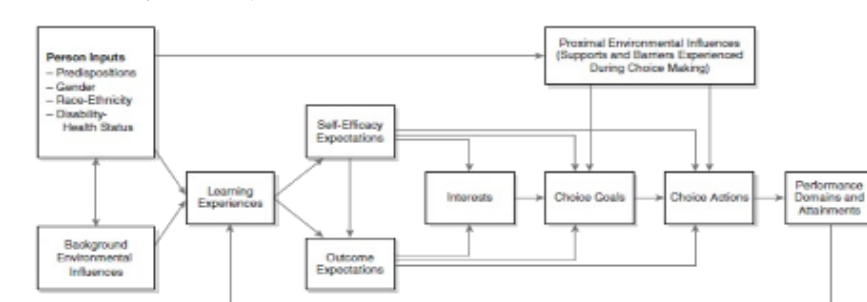 Person Inputs
– Predispositions
– Gender
– Race-Ethnicity
– Disability-
Health Status
Proximal Environmental Influences
(Supports and Barriers Experienced
During Choice Making)
Self-Efficacy
Expectations
Learning
Experiences
Interests
Choice Goals
Choice Actions
Performance
Domains and
Attainments
Background
Environmental
Influences
Outcome
Expectations